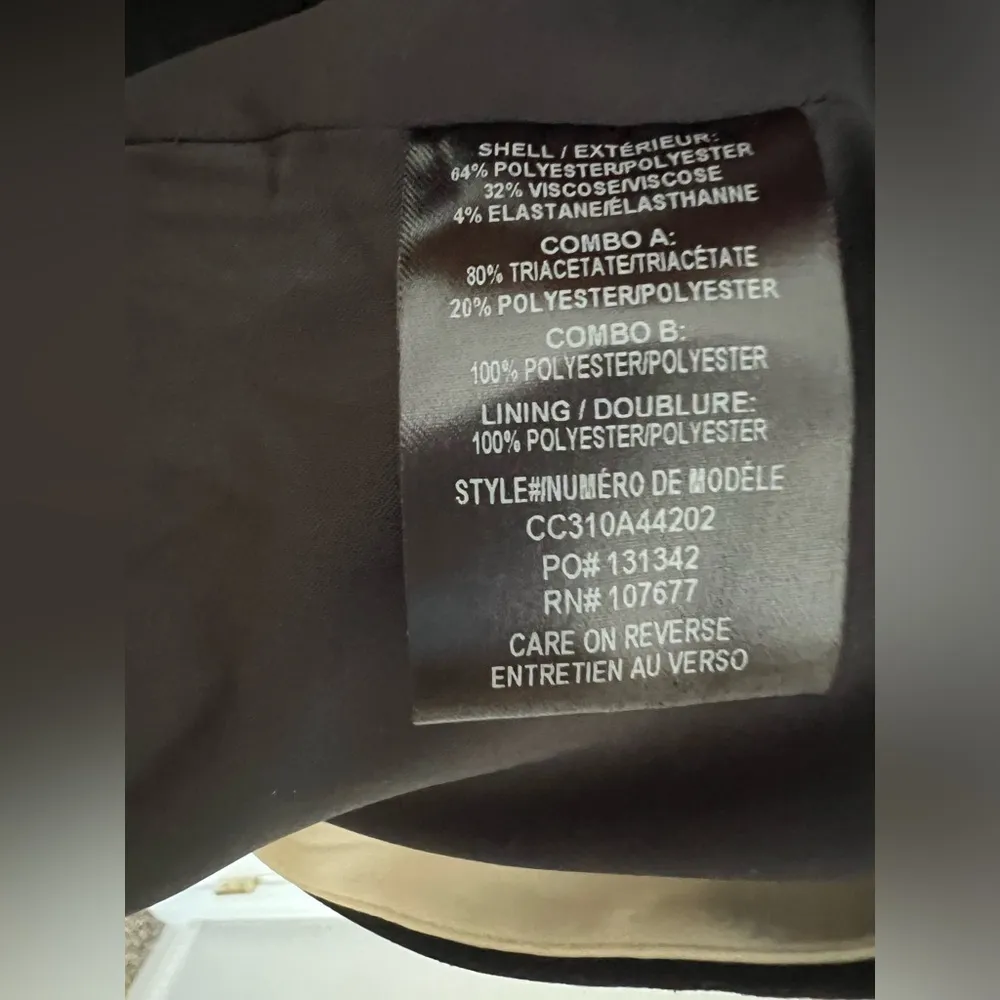 SHELL / EXTÉRIEUR:
64% POLYESTER/POLYESTER
32% VISCOSE/VISCOSE
4% ELASTANE/ÉLASTHANNE
COMBO A:
80% TRIACETATE/TRIACÉTATE
20% POLYESTER/POLYESTER
COMBO B:
100% POLYESTER/POLYESTER
LINING / DOUBLURE:
100% POLYESTER/POLYESTER
STYLE#/NUMÉRO DE MODÈLE
CC310A44202
PO# 131342
RN# 107677
CARE ON REVERSE
ENTRETIEN AU VERSO